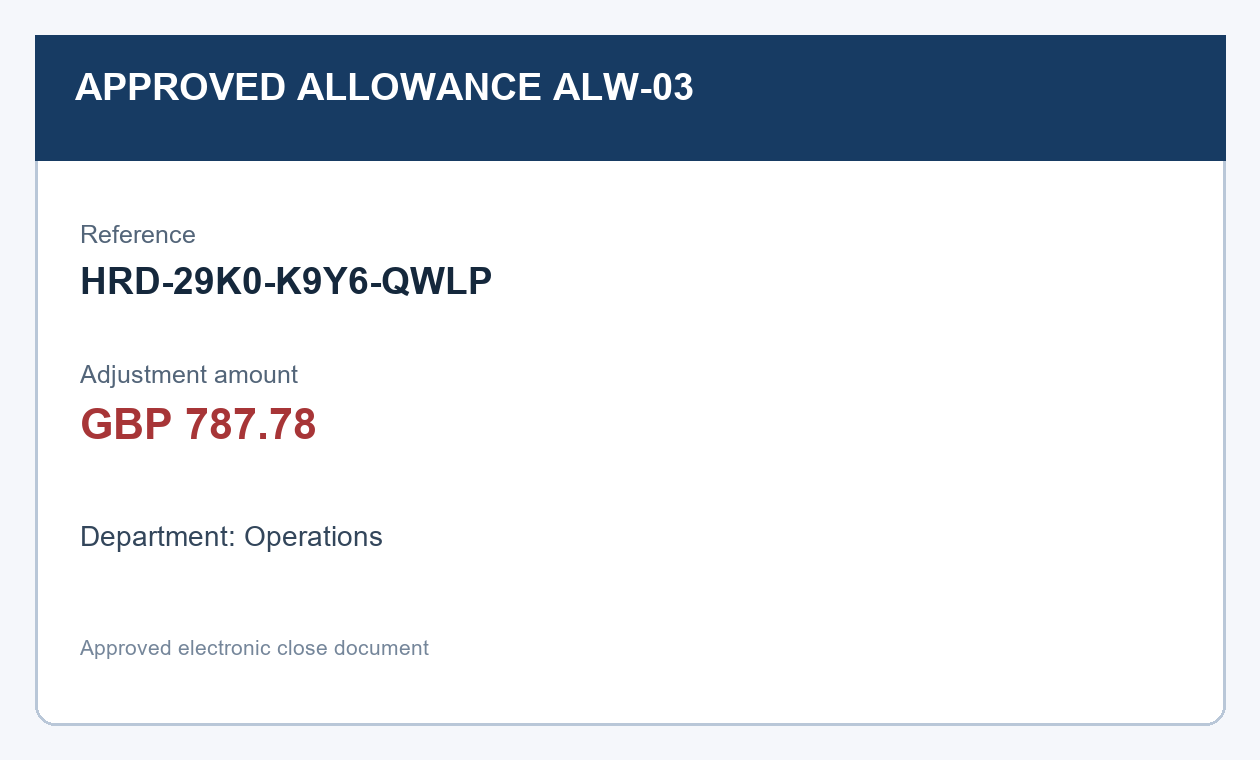 APPROVED ALLOWANCE ALW-03
Reference
HRD-29K0-K9Y6-QWLP
Adjustment amount
GBP 787.78
Department: Operations
Approved electronic close document